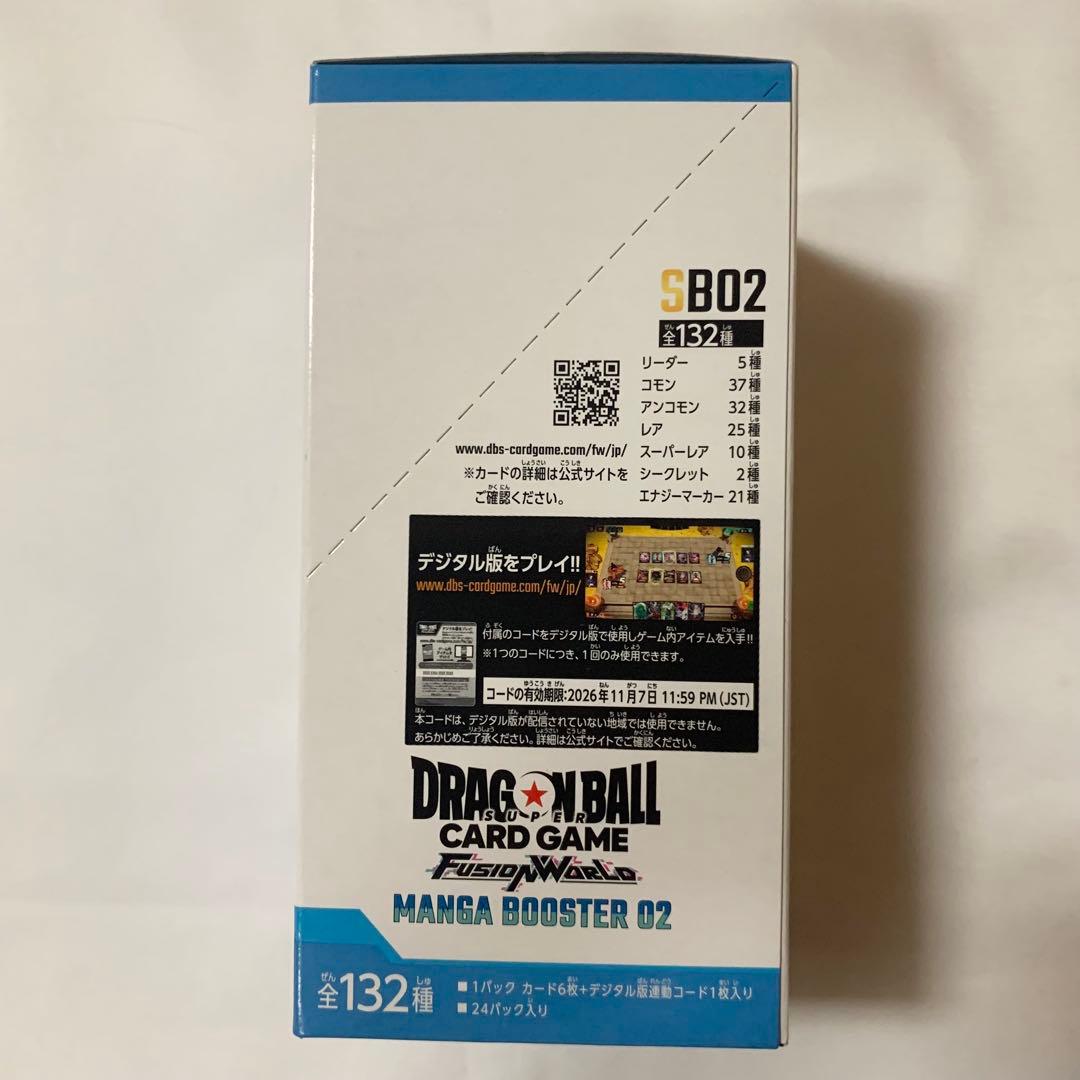 SB02
全132種
リーダー 5種
コモン 37種
アンコモン 32種
レア 25種
スーパーレア 10種
シークレット 2種
エナジーマーカー 21種
www.dbs-cardgame.com/fw/jp/
※カードの詳細は公式サイトを
ご確認ください。
デジタル版をプレイ!!
www.dbs-cardgame.com/fw/jp/
付属のコードをデジタル版で使用しゲーム内アイテムを入手!!
※1つのコードにつき、1回のみ使用できます。
コードの有効期限:2026年11月7日 11:59 PM (JST)
本コードは、デジタル版が配信されていない地域では使用できません。
あらかじめご了承ください。詳細は公式サイトでご確認ください。
DRAGON BALL
SUPER
CARD GAME
FUSION WORLD
MANGA BOOSTER 02
全132種
■1パック カード6枚+デジタル版連動コード1枚入り
■24パック入り